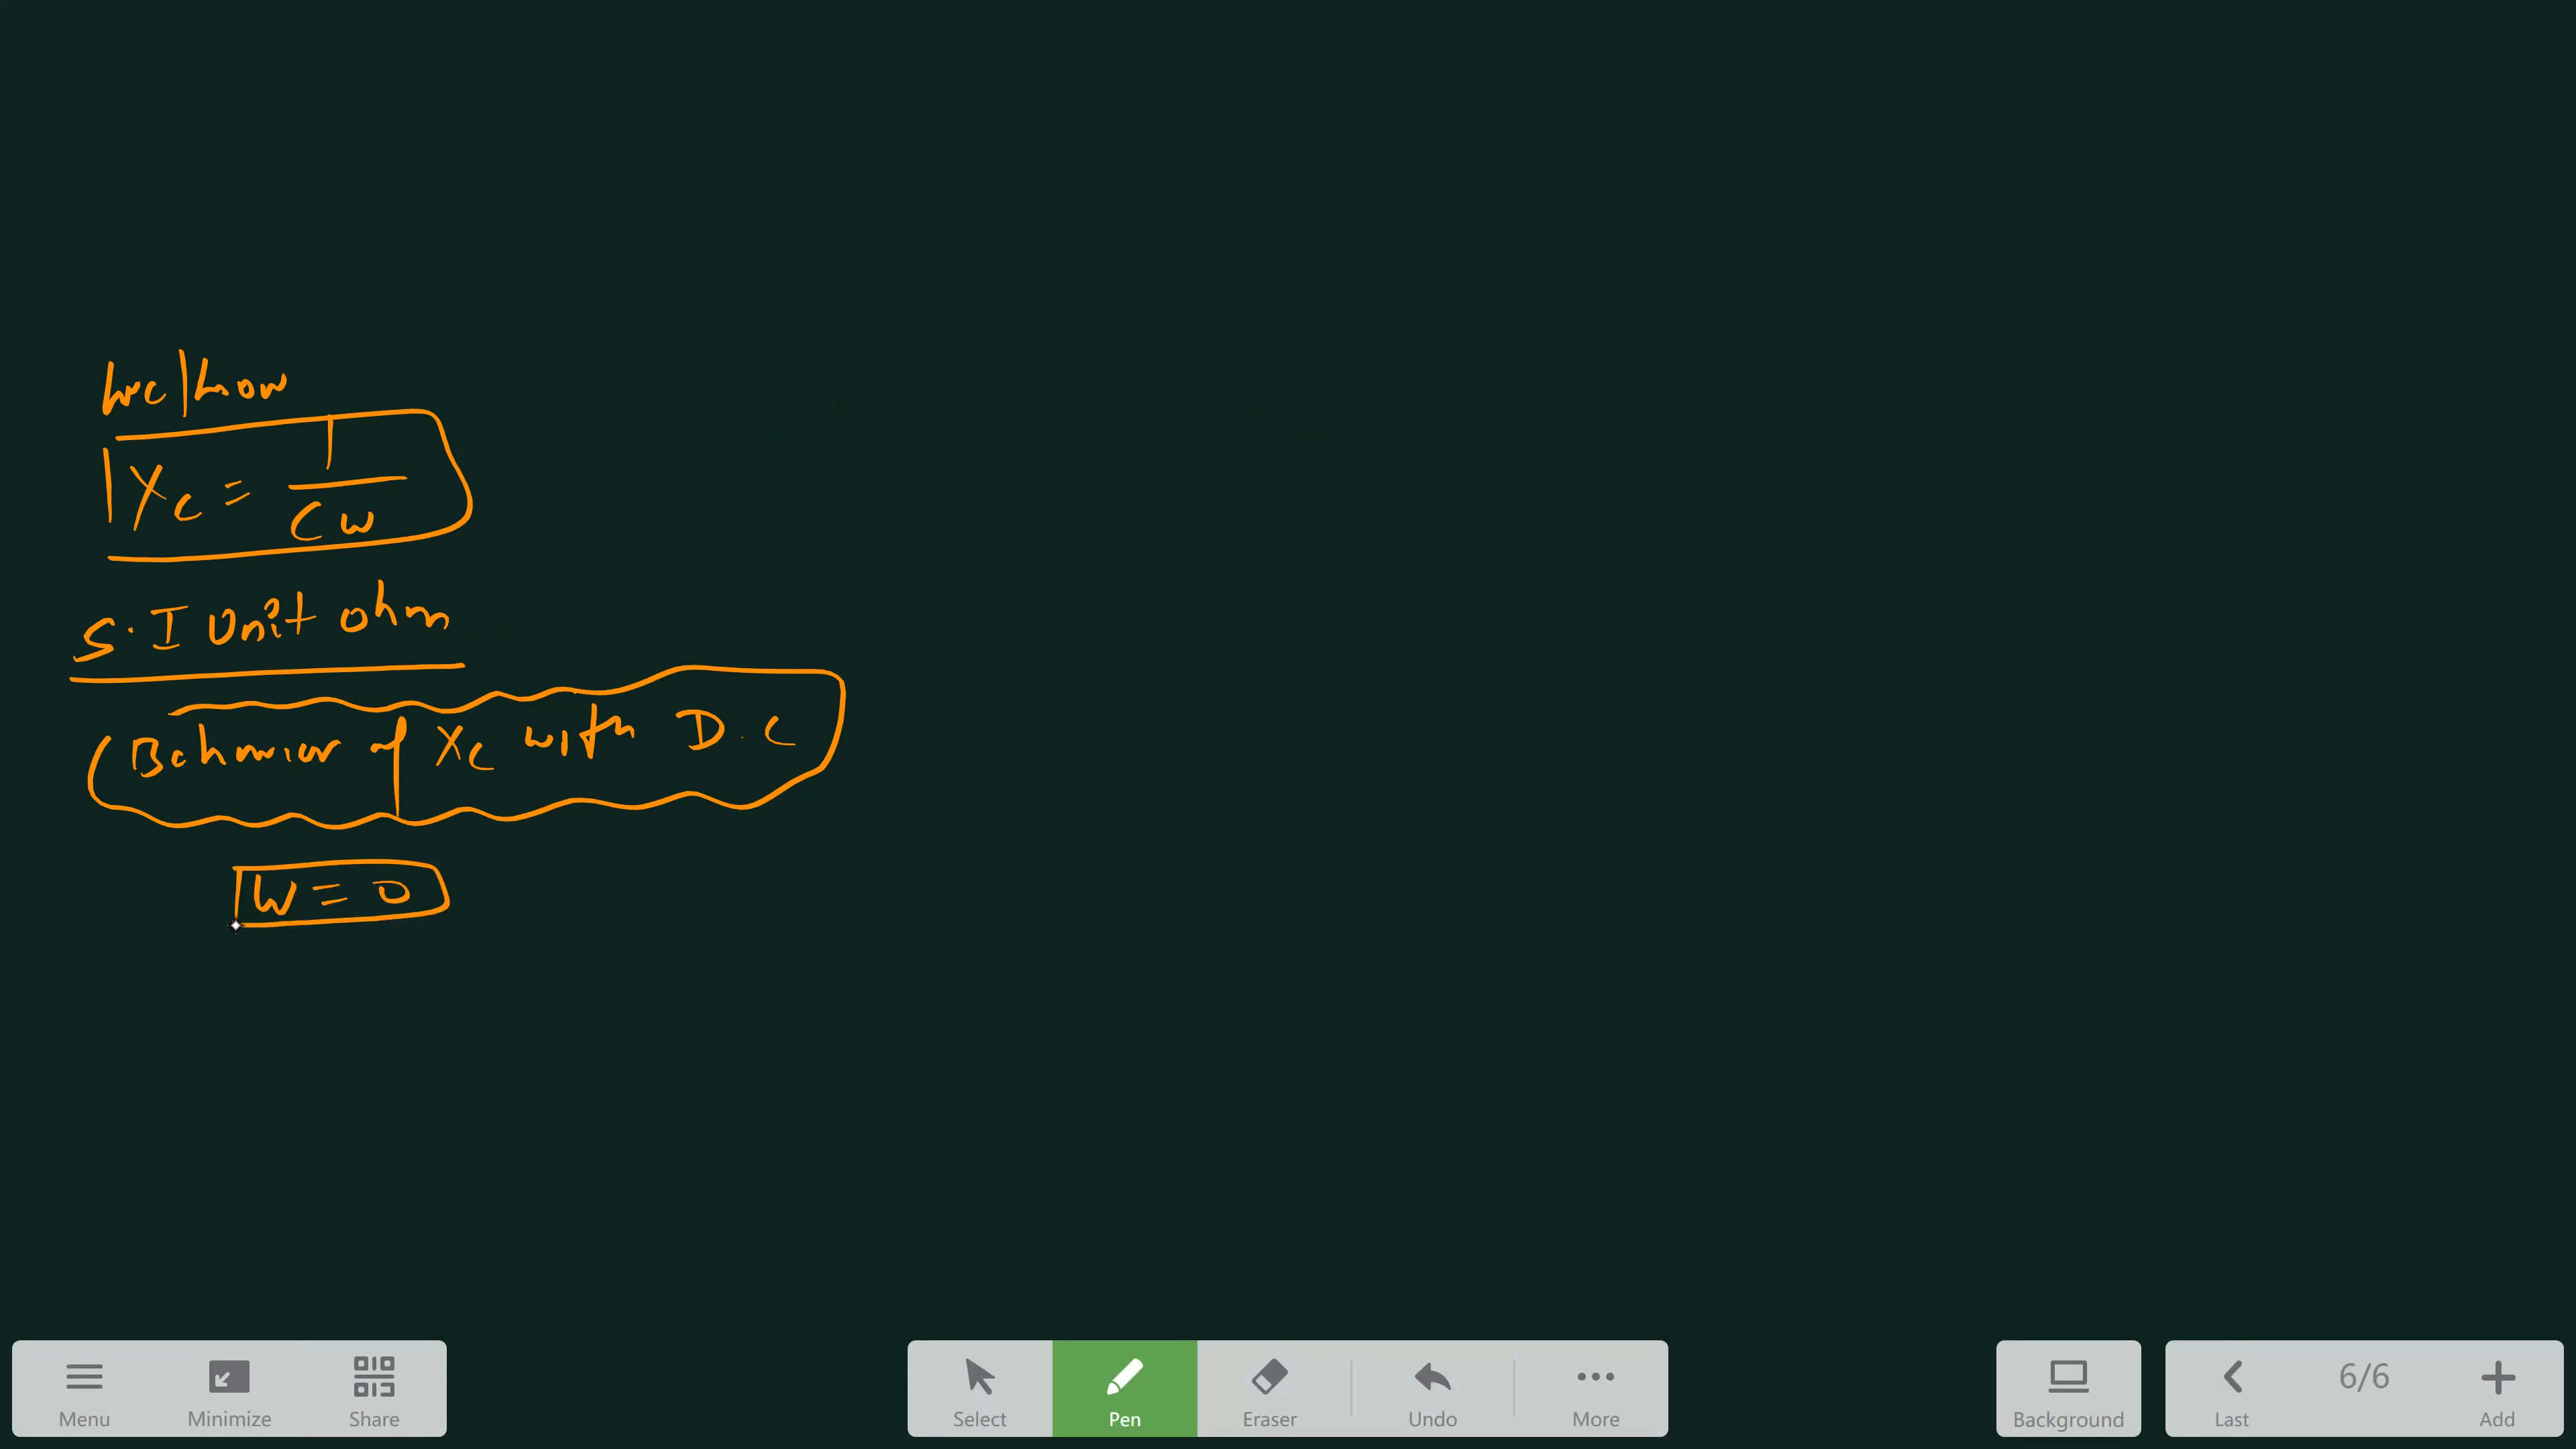 we know
Xc = 1 / Cw
S.I Unit ohm
Behavior of Xc with D.C
W = 0
Menu
Minimize
Share
Select
Pen
Eraser
Undo
More
Background
Last
6/6
Add